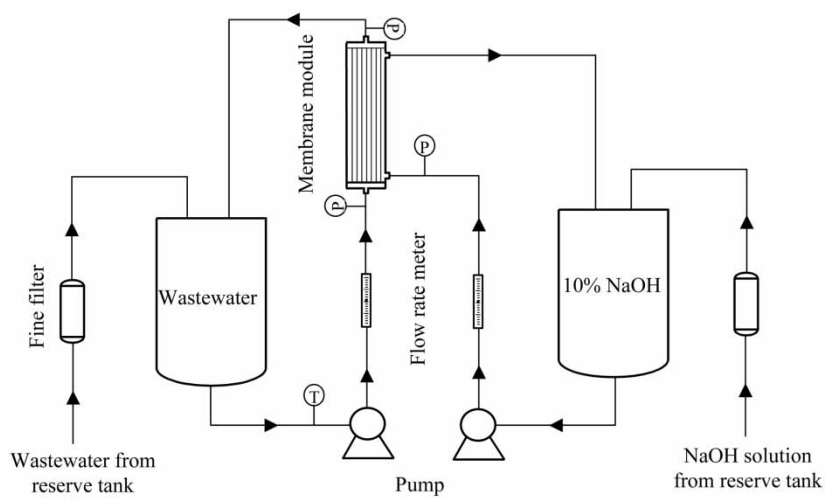 P
Membrane module
P
P
Fine filter
Wastewater
Flow rate meter
10% NaOH
T
Wastewater from
reserve tank
Pump
NaOH solution
from reserve tank